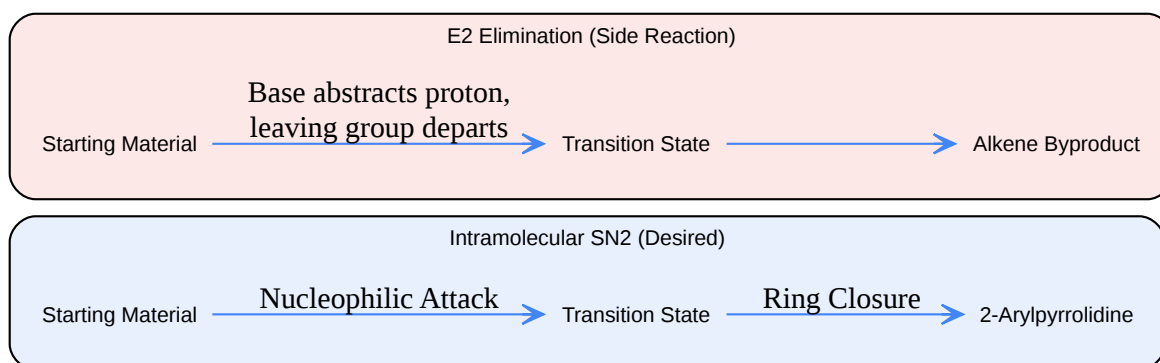 E2 Elimination (Side Reaction)
Base abstracts proton,
leaving group departs
Starting Material
Transition State
Alkene Byproduct
Intramolecular SN2 (Desired)
Nucleophilic Attack
Ring Closure
Starting Material
Transition State
2-Arylpyrrolidine